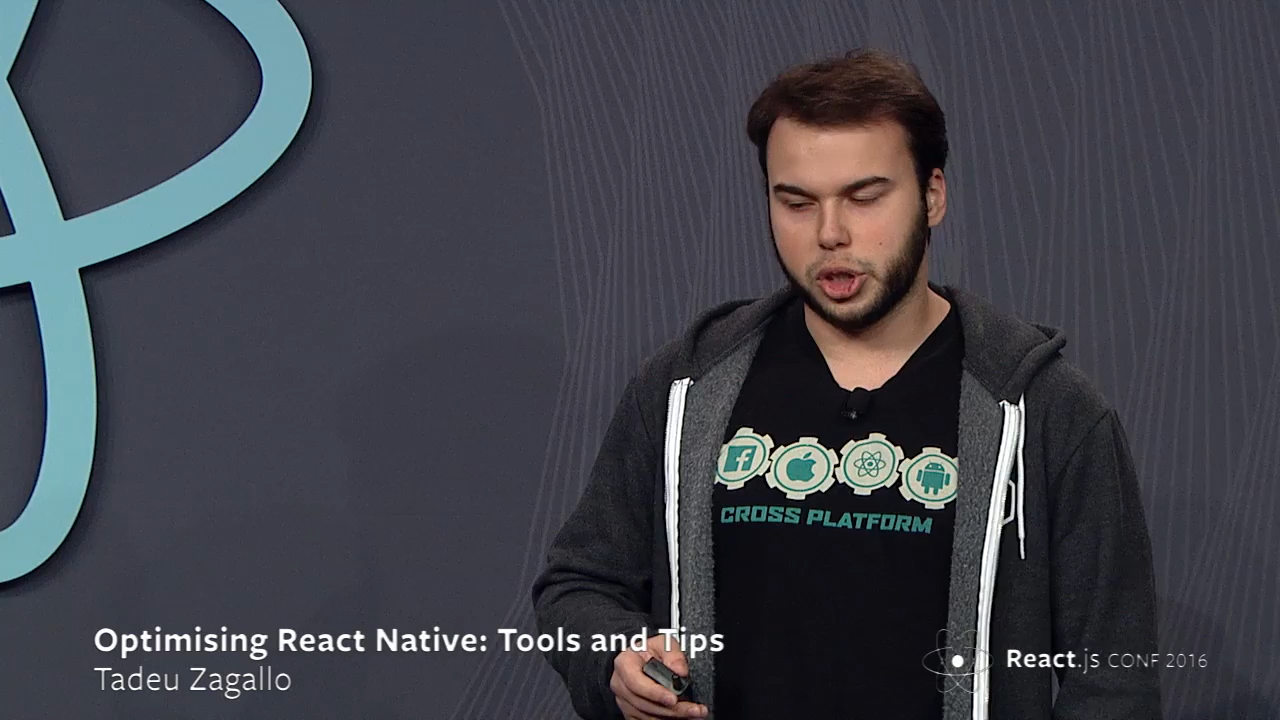 CROSS PLATFORM
Optimising React Native: Tools and Tips
Tadeu Zagallo
React.js CONF 2016